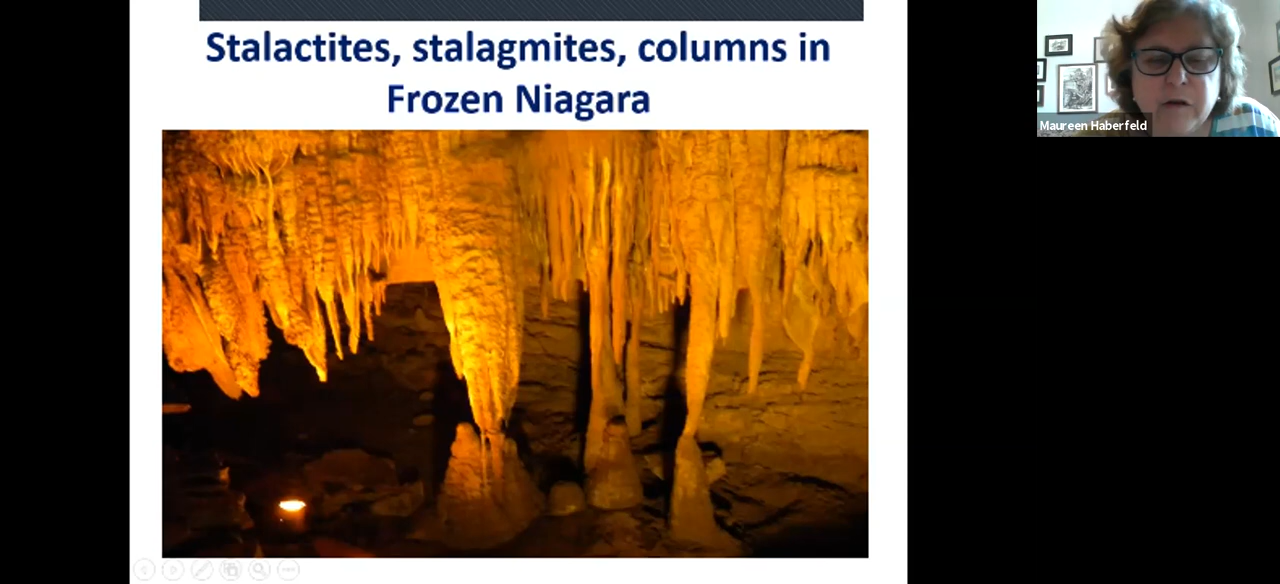 Stalactites, stalagmites, columns in
Frozen Niagara
Maureen Haberfeld